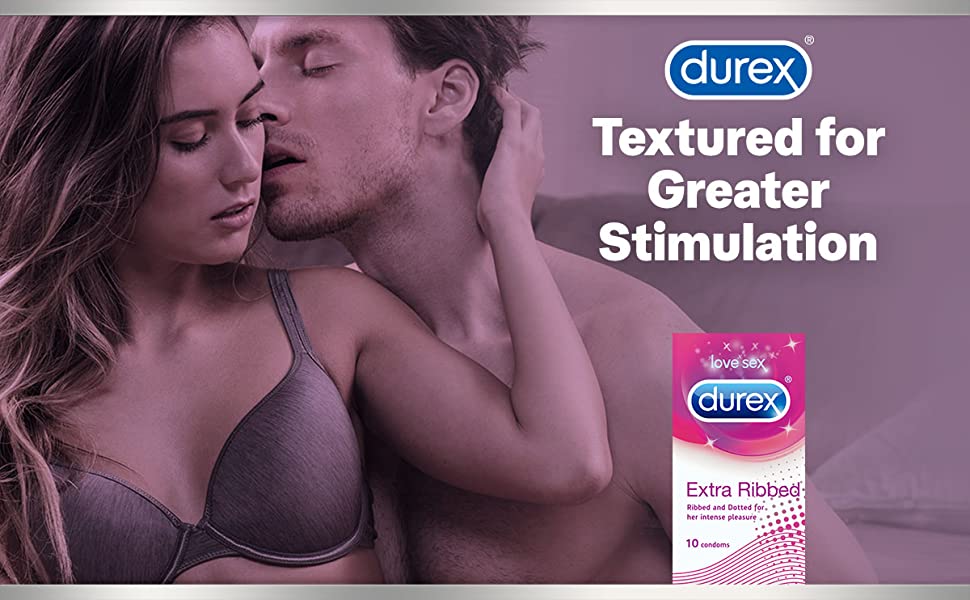 durex®
Textured for
Greater
Stimulation
love sex
durex®
Extra Ribbed
Ribbed and Dotted for
her intense pleasure
10 condoms